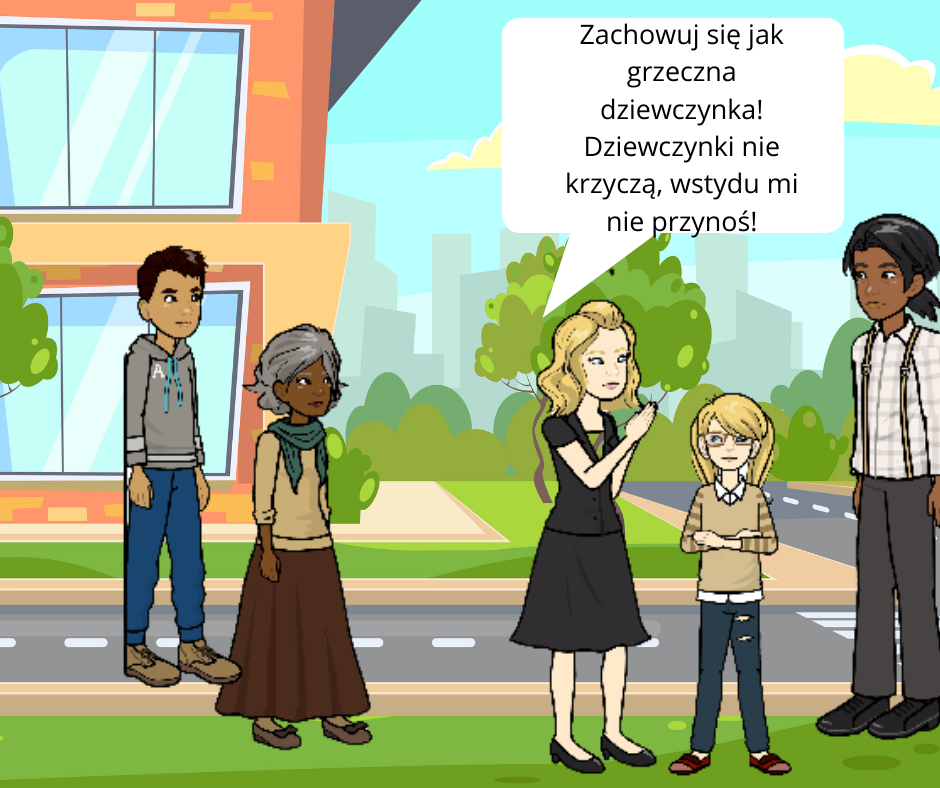 Zachowuj się jak
grzeczna
dziewczynka!
Dziewczynki nie
krzyczą, wstydu mi
nie przynoś!
A